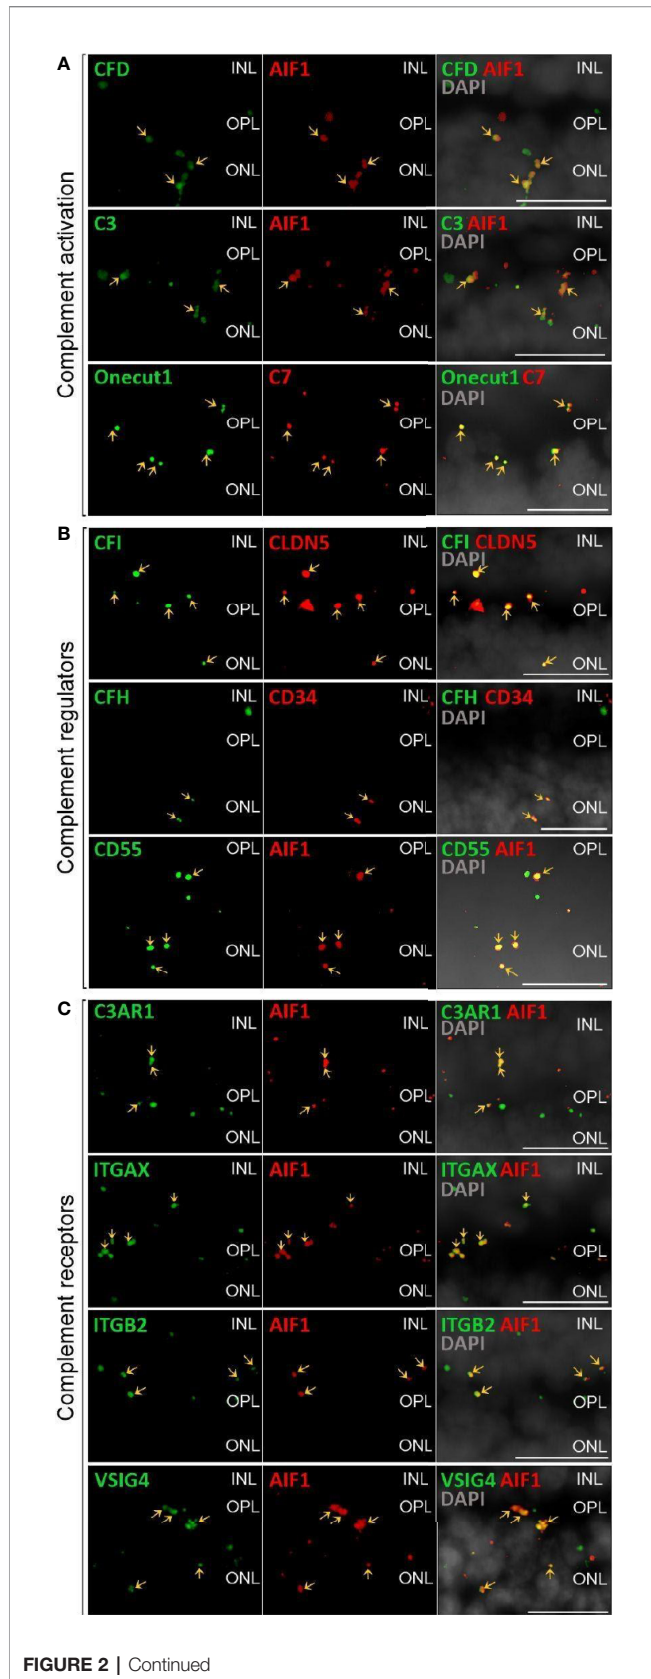 A
Complement activation
CFD INL AIF1 INL CFD AIF1 INL
DAPI
OPL OPL OPL
ONL ONL ONL
C3 INL AIF1 INL C3 AIF1 INL
DAPI
OPL OPL OPL
ONL ONL ONL
Onecut1 C7 Onecut1 C7
DAPI
OPL OPL OPL
ONL ONL ONL
B
Complement regulators
CFI INL CLDN5 INL CFI CLDN5 INL
DAPI
OPL OPL OPL
ONL ONL ONL
CFH INL CD34 INL CFH CD34 INL
DAPI
OPL OPL OPL
ONL ONL ONL
CD55 OPL AIF1 OPL CD55 AIF1 OPL
DAPI
ONL ONL ONL
C
Complement receptors
C3AR1 INL AIF1 INL C3AR1 AIF1 INL
DAPI
OPL OPL OPL
ONL ONL ONL
ITGAX INL AIF1 INL ITGAX AIF1 INL
DAPI
OPL OPL OPL
ONL ONL ONL
ITGB2 INL AIF1 INL ITGB2 AIF1 INL
DAPI
OPL OPL OPL
ONL ONL ONL
VSIG4 INL AIF1 INL VSIG4 AIF1 INL
DAPI
OPL OPL OPL
ONL ONL ONL
FIGURE 2 | Continued